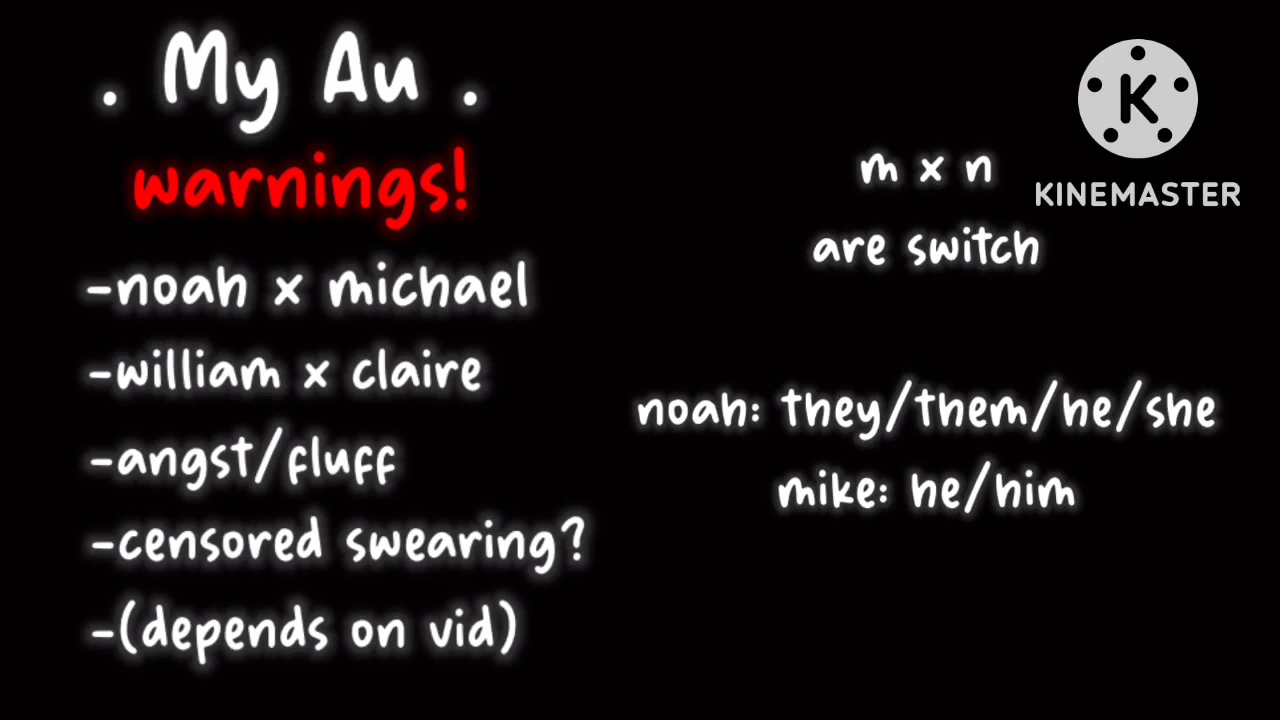 . My Au .
warnings!
-noah x michael
-william x claire
-angst/fluff
-censored swearing?
-(depends on vid)
m x n
are switch
noah: they/them/he/she
mike: he/him
K
KINEMASTER